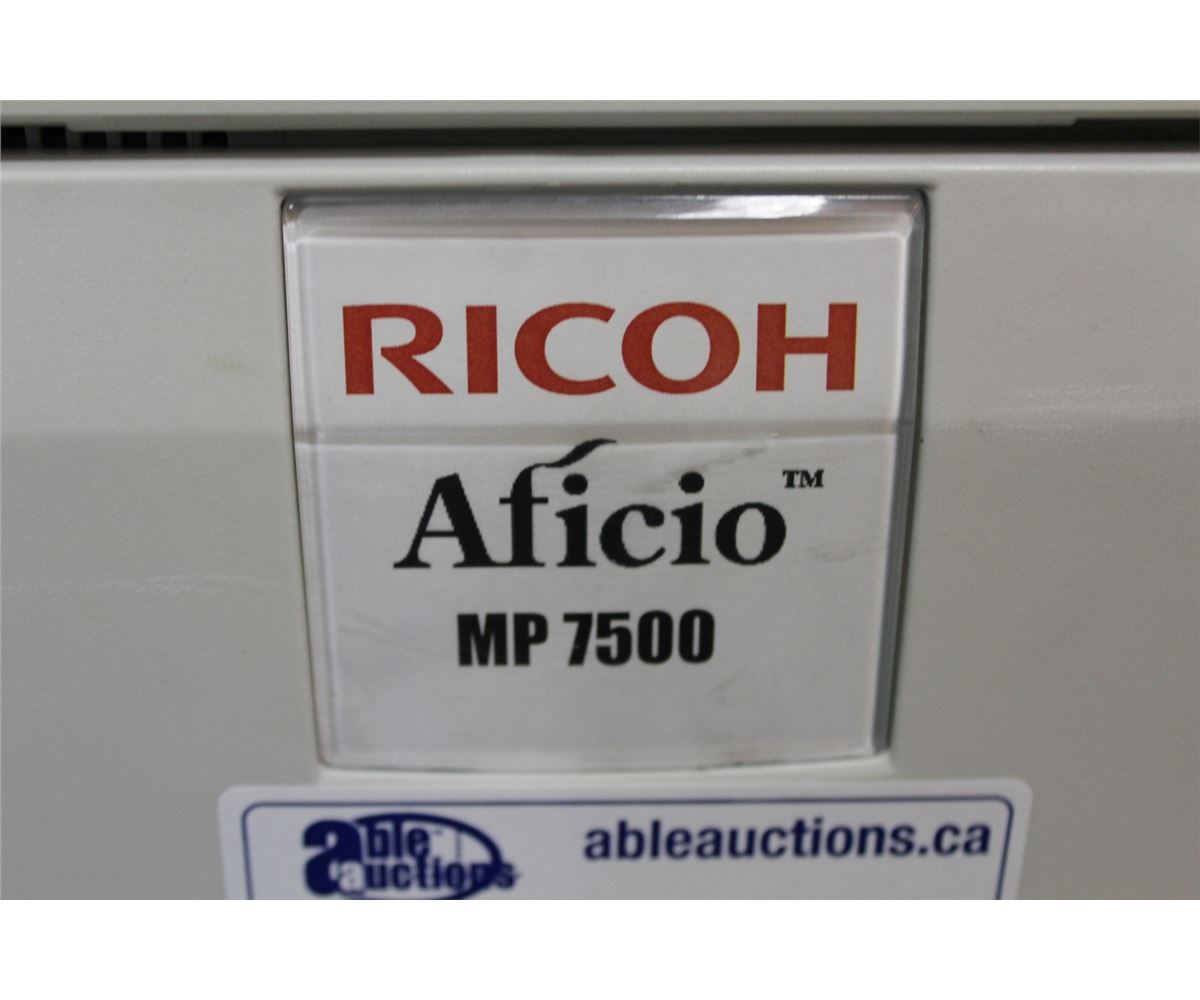 RICOH
Aficio™
MP 7500
able auctions
ableauctions.ca